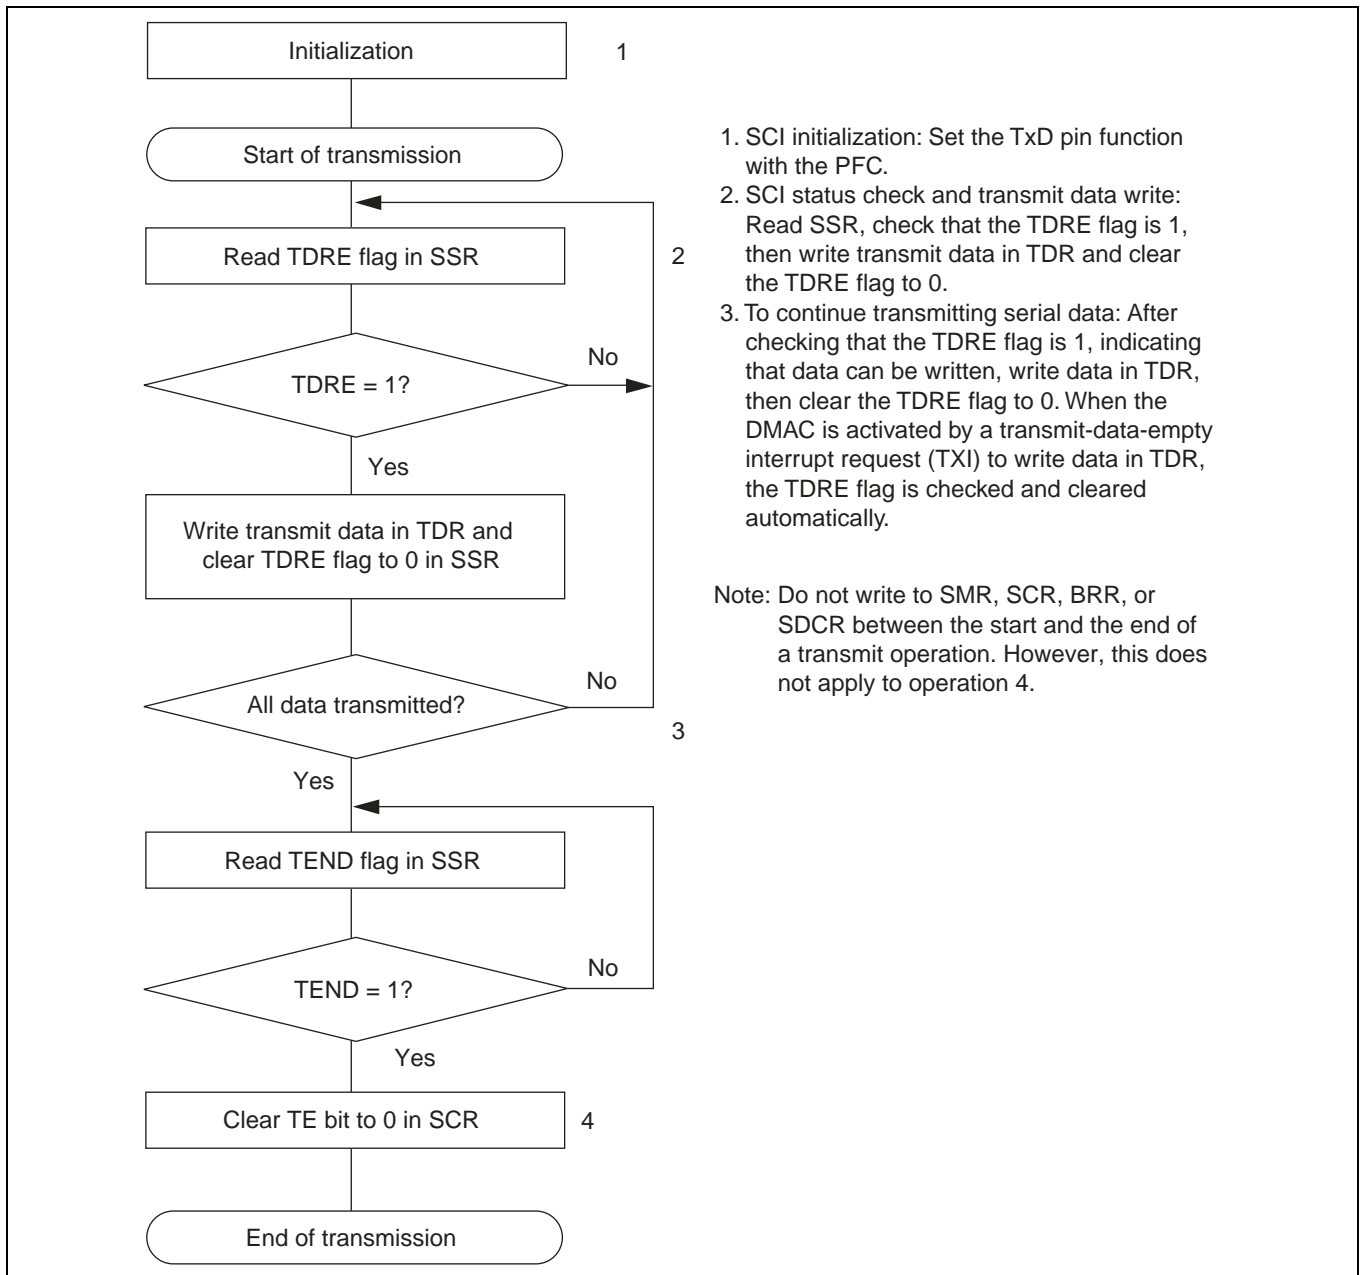 Initialization
1
Start of transmission
Read TDRE flag in SSR
2
TDRE = 1?
No
Yes
Write transmit data in TDR and
clear TDRE flag to 0 in SSR
All data transmitted?
No
3
Yes
Read TEND flag in SSR
TEND = 1?
No
Yes
Clear TE bit to 0 in SCR
4
End of transmission
1. SCI initialization: Set the TxD pin function
with the PFC.
2. SCI status check and transmit data write:
Read SSR, check that the TDRE flag is 1,
then write transmit data in TDR and clear
the TDRE flag to 0.
3. To continue transmitting serial data: After
checking that the TDRE flag is 1, indicating
that data can be written, write data in TDR,
then clear the TDRE flag to 0. When the
DMAC is activated by a transmit-data-empty
interrupt request (TXI) to write data in TDR,
the TDRE flag is checked and cleared
automatically.
Note: Do not write to SMR, SCR, BRR, or
SDCR between the start and the end of
a transmit operation. However, this does
not apply to operation 4.